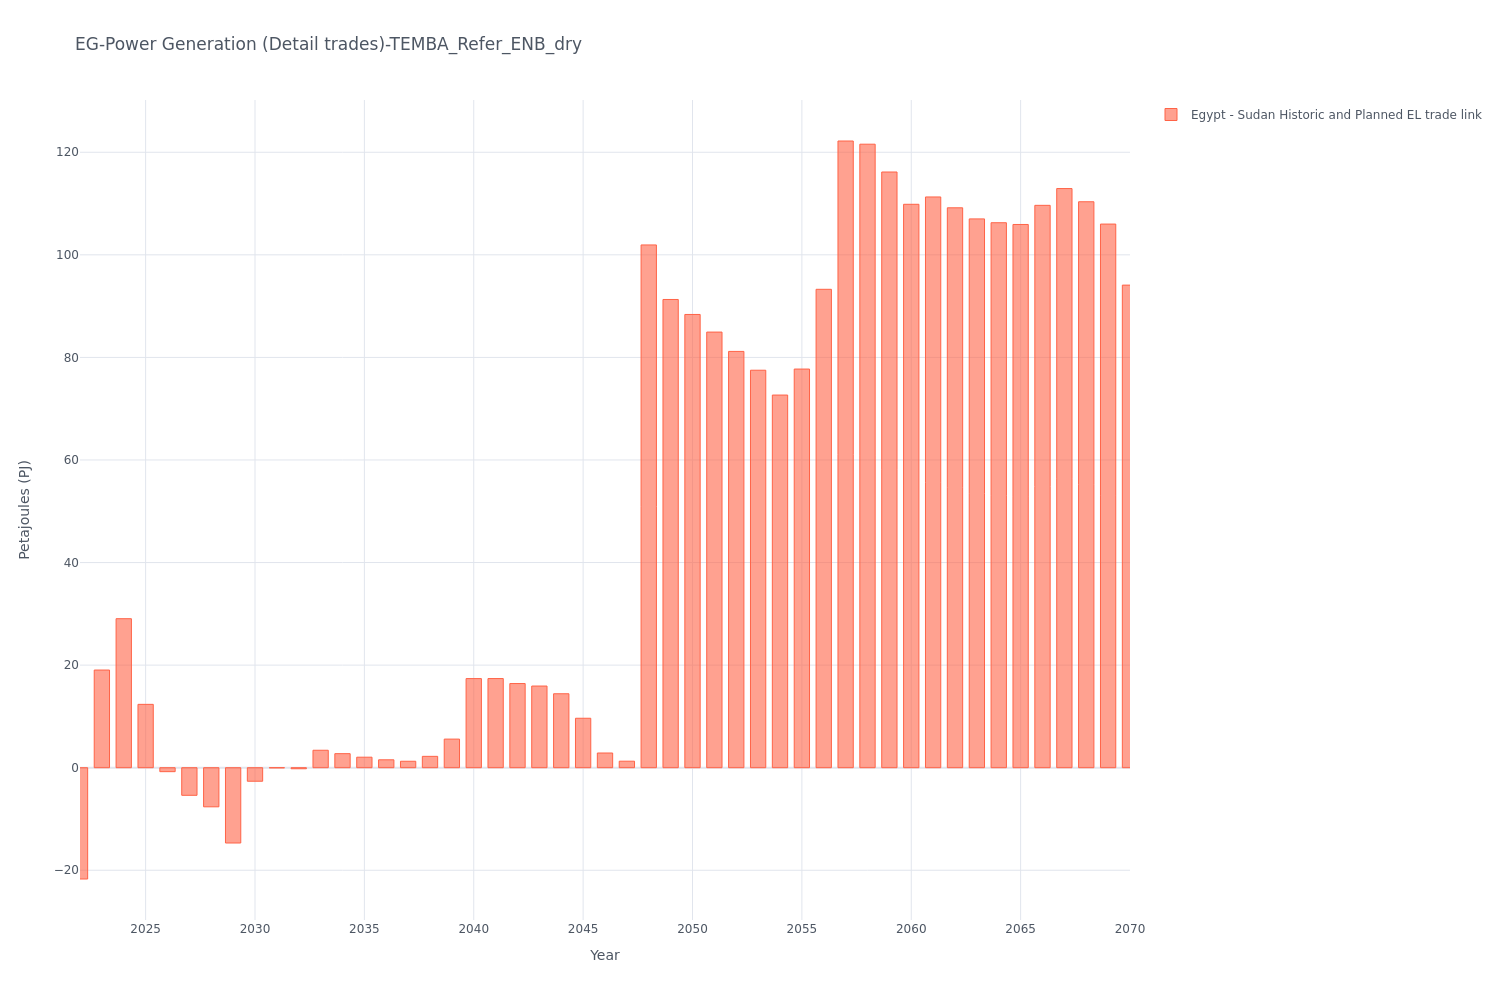 EG-Power Generation (Detail trades)-TEMBA_Refer_ENB_dry
Egypt - Sudan Historic and Planned EL trade link
120
100
80
60
40
20
0
−20
Petajoules (PJ)
2025 2030 2035 2040 2045 2050 2055 2060 2065 2070
Year